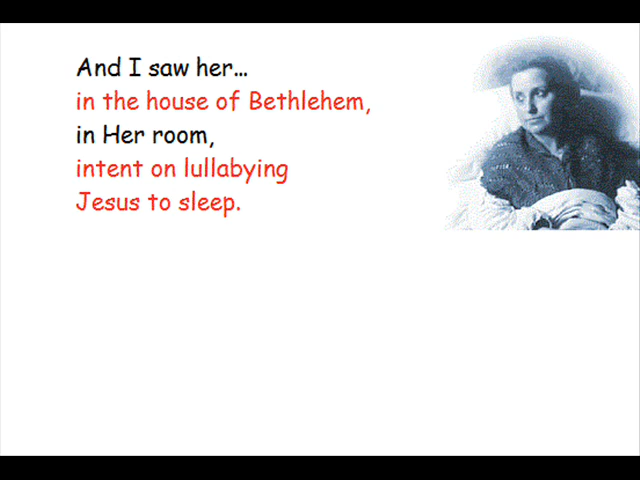 And I saw her...
in the house of Bethlehem,
in Her room,
intent on lullabying
Jesus to sleep.